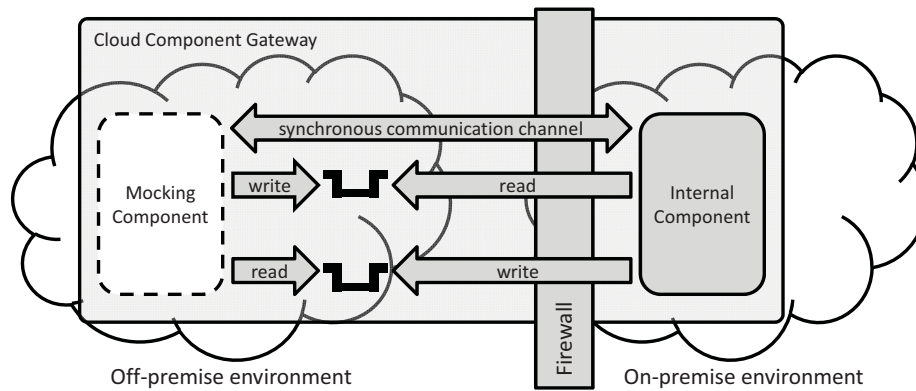 Cloud Component Gateway
synchronous communication channel
Mocking
Component
write
read
Internal
Component
read
write
Firewall
Off-premise environment
On-premise environment